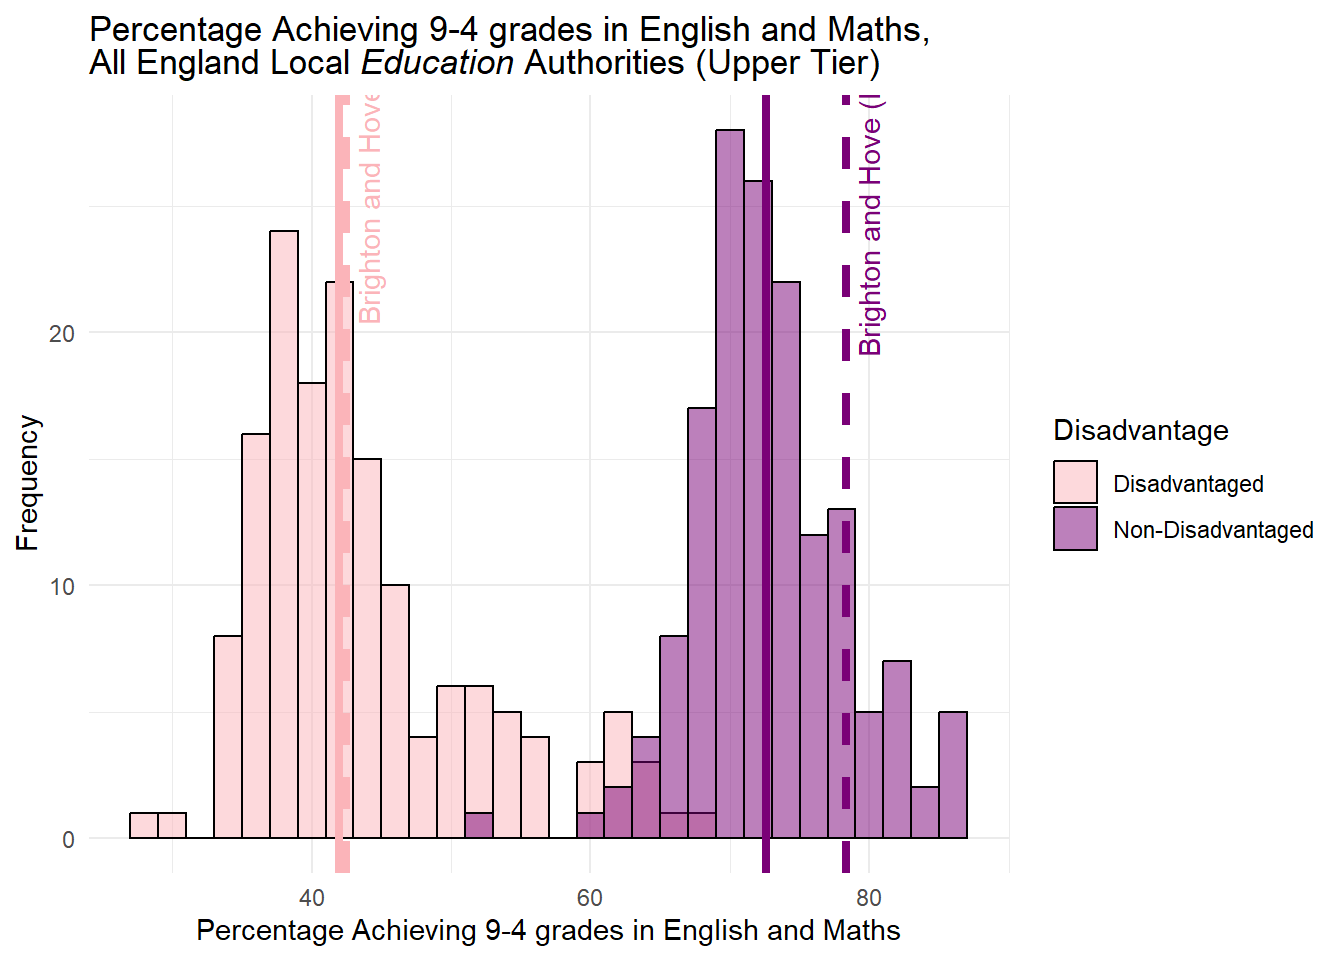 Percentage Achieving 9-4 grades in English and Maths,
All England Local Education Authorities (Upper Tier)
Brighton and Hove
Brighton and Hove (
Frequency
20
10
0
40
60
80
Percentage Achieving 9-4 grades in English and Maths
Disadvantage
Disadvantaged
Non-Disadvantaged